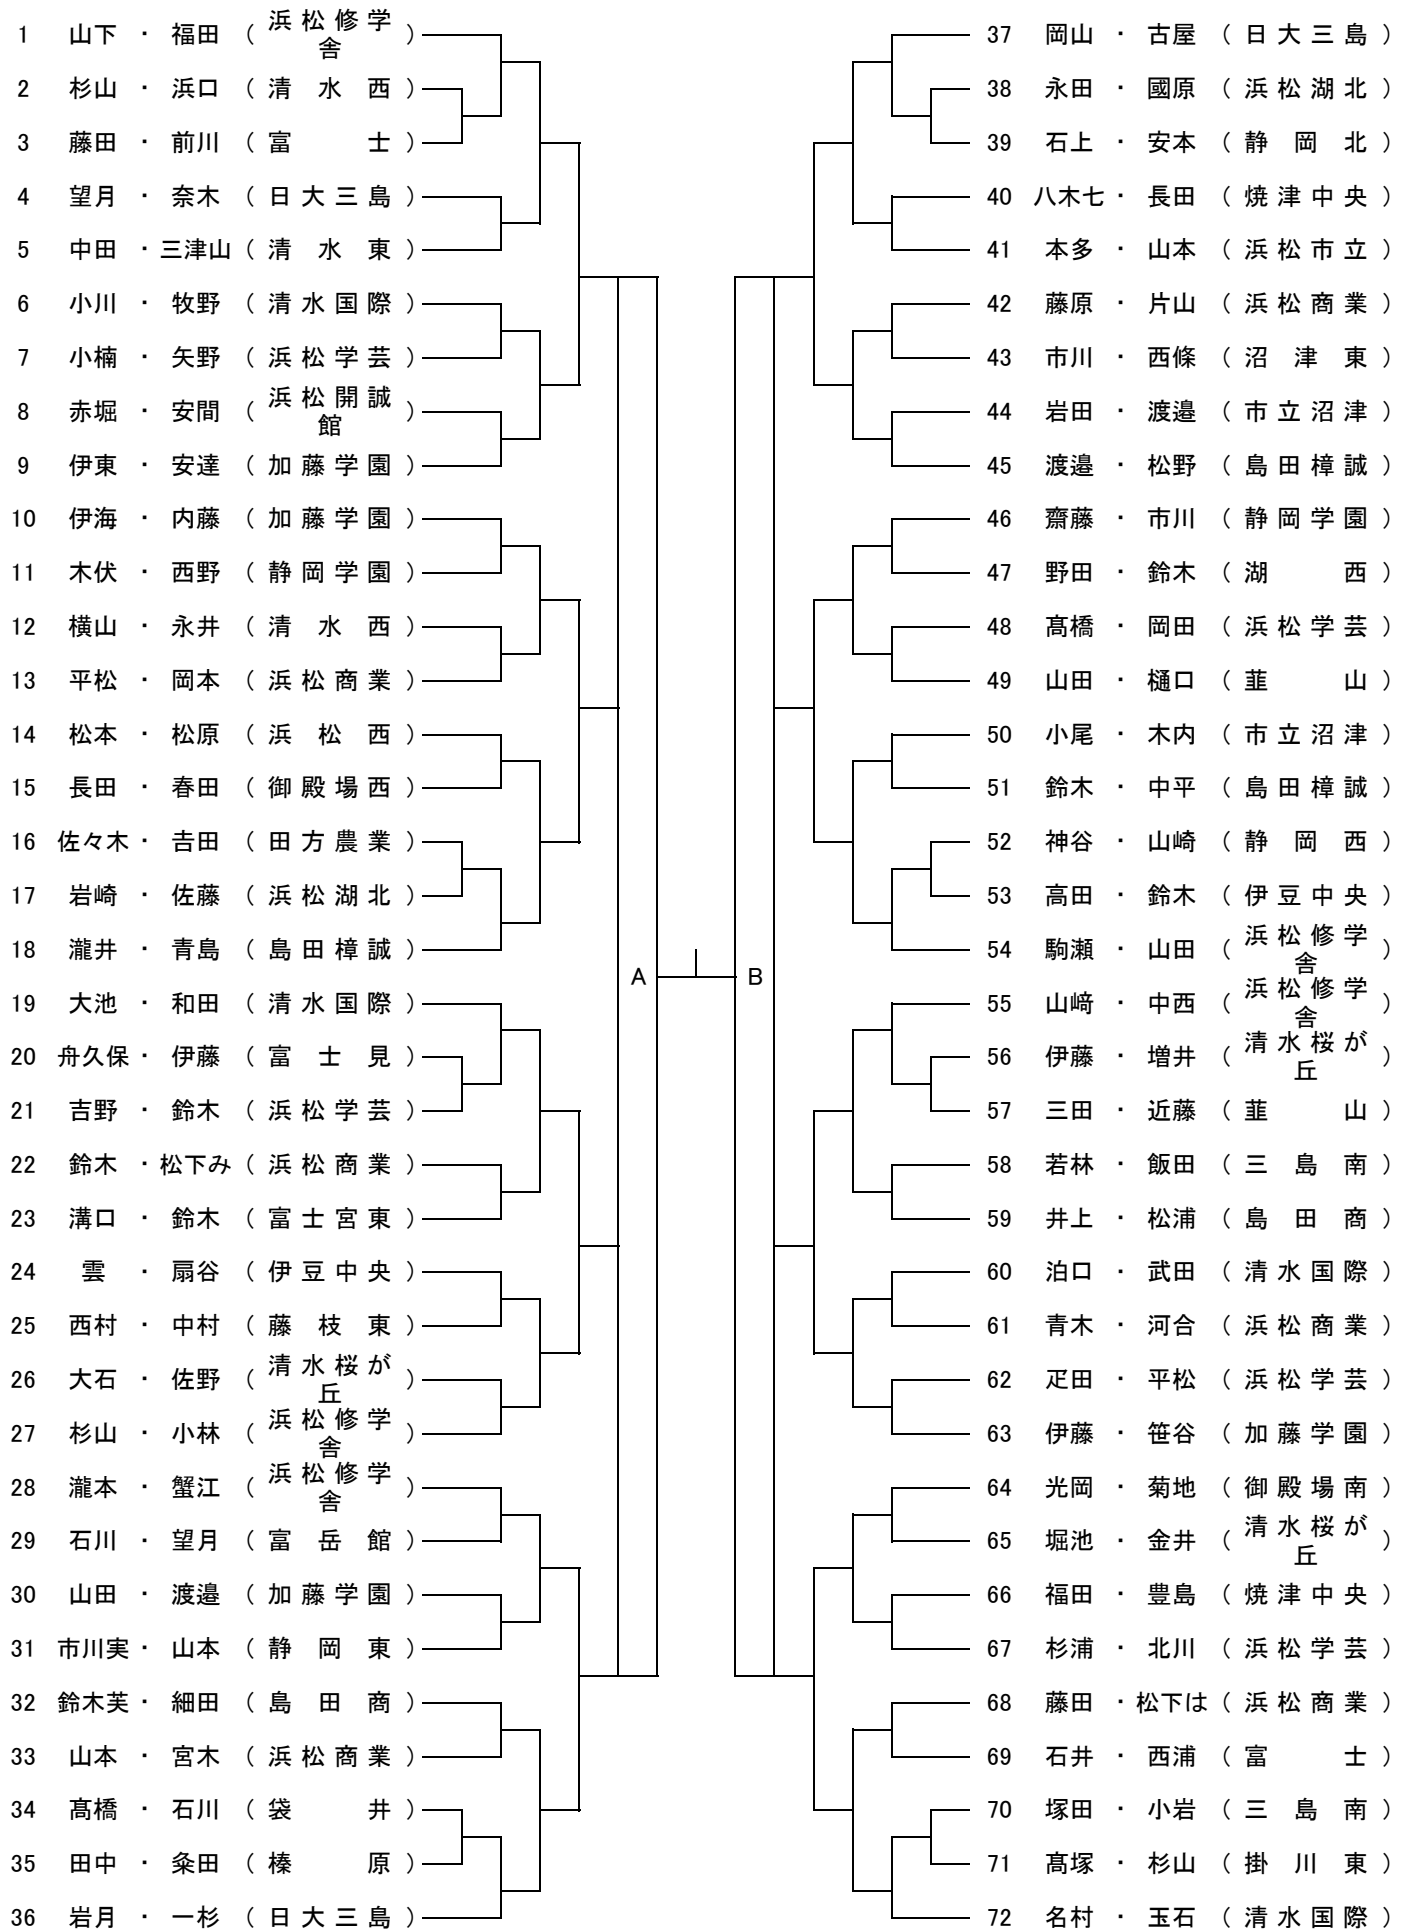 1 山下 ・ 福田 （ 浜松修学舎 ）
2 杉山 ・ 浜口 （ 清水西 ）
3 藤田 ・ 前川 （ 富士 ）
4 望月 ・ 奈木 （ 日大三島 ）
5 中田 ・ 三津山 （ 清水東 ）
6 小川 ・ 牧野 （ 清水国際 ）
7 小楠 ・ 矢野 （ 浜松学芸 ）
8 赤堀 ・ 安間 （ 浜松開誠館 ）
9 伊東 ・ 安達 （ 加藤学園 ）
10 伊海 ・ 内藤 （ 加藤学園 ）
11 木伏 ・ 西野 （ 静岡学園 ）
12 横山 ・ 永井 （ 清水西 ）
13 平松 ・ 岡本 （ 浜松商業 ）
14 松本 ・ 松原 （ 浜松西 ）
15 長田 ・ 春田 （ 御殿場西 ）
16 佐々木 ・ 𠮷田 （ 田方農業 ）
17 岩崎 ・ 佐藤 （ 浜松湖北 ）
18 瀧井 ・ 青島 （ 島田樟誠 ）
19 大池 ・ 和田 （ 清水国際 ）
20 舟久保 ・ 伊藤 （ 富士見 ）
21 吉野 ・ 鈴木 （ 浜松学芸 ）
22 鈴木 ・ 松下み （ 浜松商業 ）
23 溝口 ・ 鈴木 （ 富士宮東 ）
24 雲 ・ 扇谷 （ 伊豆中央 ）
25 西村 ・ 中村 （ 藤枝東 ）
26 大石 ・ 佐野 （ 清水桜が丘 ）
27 杉山 ・ 小林 （ 浜松修学舎 ）
28 瀧本 ・ 蟹江 （ 浜松修学舎 ）
29 石川 ・ 望月 （ 富岳館 ）
30 山田 ・ 渡邉 （ 加藤学園 ）
31 市川実 ・ 山本 （ 静岡東 ）
32 鈴木芙 ・ 細田 （ 島田商 ）
33 山本 ・ 宮木 （ 浜松商業 ）
34 髙橋 ・ 石川 （ 袋井 ）
35 田中 ・ 粂田 （ 榛原 ）
36 岩月 ・ 一杉 （ 日大三島 ）
A
B
37 岡山 ・ 古屋 （ 日大三島 ）
38 永田 ・ 國原 （ 浜松湖北 ）
39 石上 ・ 安本 （ 静岡北 ）
40 八木七 ・ 長田 （ 焼津中央 ）
41 本多 ・ 山本 （ 浜松市立 ）
42 藤原 ・ 片山 （ 浜松商業 ）
43 市川 ・ 西條 （ 沼津東 ）
44 岩田 ・ 渡邉 （ 市立沼津 ）
45 渡邉 ・ 松野 （ 島田樟誠 ）
46 齋藤 ・ 市川 （ 静岡学園 ）
47 野田 ・ 鈴木 （ 湖西 ）
48 髙橋 ・ 岡田 （ 浜松学芸 ）
49 山田 ・ 樋口 （ 韮山 ）
50 小尾 ・ 木内 （ 市立沼津 ）
51 鈴木 ・ 中平 （ 島田樟誠 ）
52 神谷 ・ 山崎 （ 静岡西 ）
53 高田 ・ 鈴木 （ 伊豆中央 ）
54 駒瀬 ・ 山田 （ 浜松修学舎 ）
55 山﨑 ・ 中西 （ 浜松修学舎 ）
56 伊藤 ・ 増井 （ 清水桜が丘 ）
57 三田 ・ 近藤 （ 韮山 ）
58 若林 ・ 飯田 （ 三島南 ）
59 井上 ・ 松浦 （ 島田商 ）
60 泊口 ・ 武田 （ 清水国際 ）
61 青木 ・ 河合 （ 浜松商業 ）
62 疋田 ・ 平松 （ 浜松学芸 ）
63 伊藤 ・ 笹谷 （ 加藤学園 ）
64 光岡 ・ 菊地 （ 御殿場南 ）
65 堀池 ・ 金井 （ 清水桜が丘 ）
66 福田 ・ 豊島 （ 焼津中央 ）
67 杉浦 ・ 北川 （ 浜松学芸 ）
68 藤田 ・ 松下は （ 浜松商業 ）
69 石井 ・ 西浦 （ 富士 ）
70 塚田 ・ 小岩 （ 三島南 ）
71 髙塚 ・ 杉山 （ 掛川東 ）
72 名村 ・ 玉石 （ 清水国際 ）